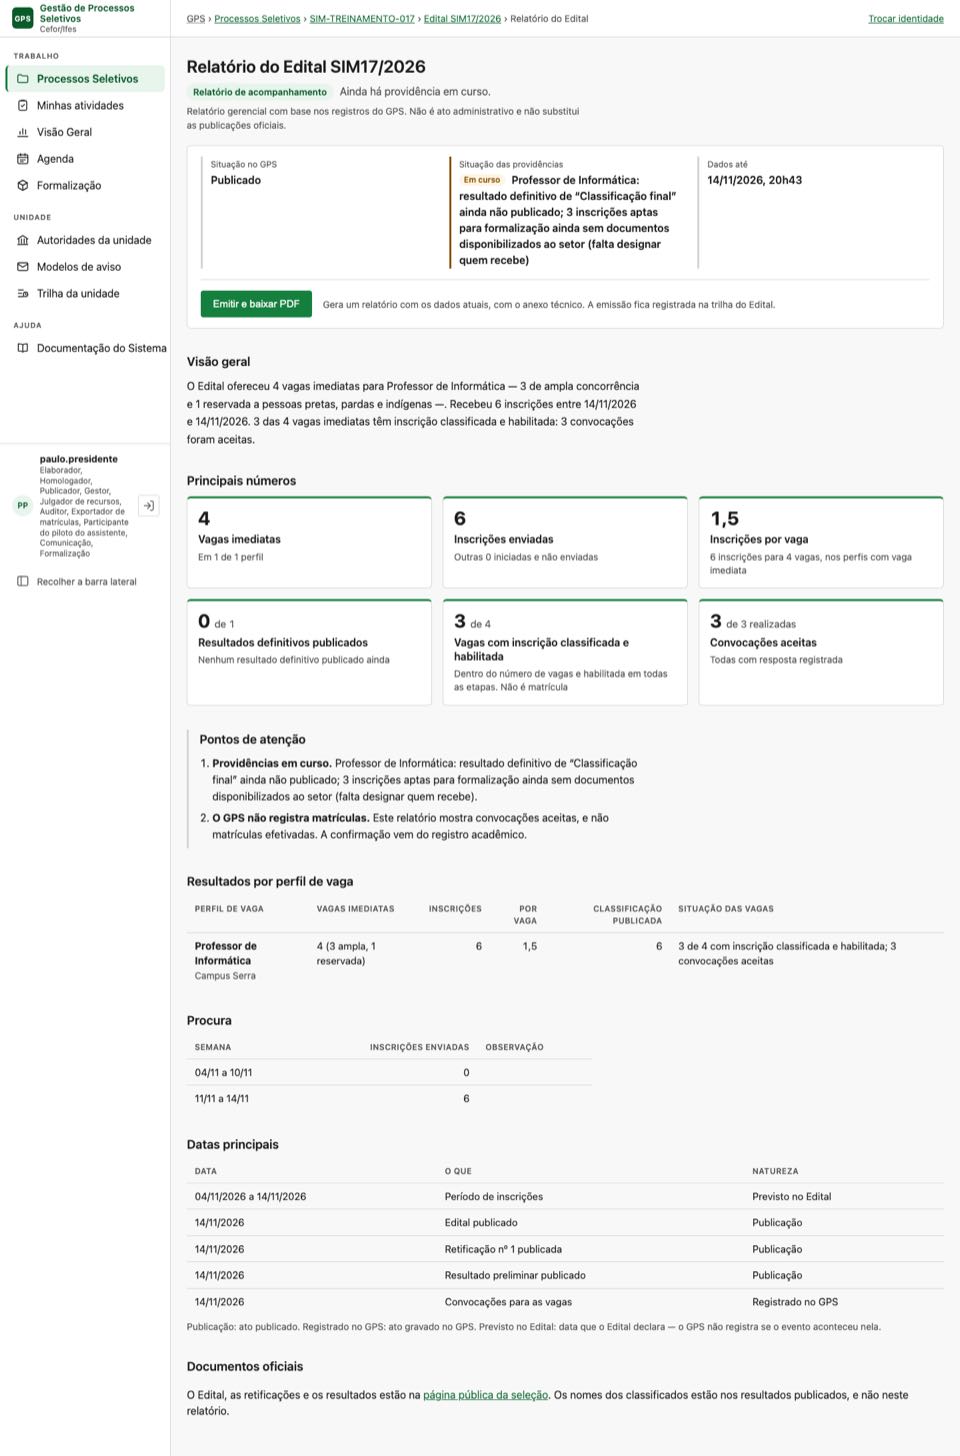 GPS
Gestão de Processos
Seletivos
Cefor/Ifes
GPS › Processos Seletivos › SIM-TREINAMENTO-017 › Edital SIM17/2026 › Relatório do Edital
Trocar identidade
TRABALHO
Processos Seletivos
Minhas atividades
Visão Geral
Agenda
Formalização
UNIDADE
Autoridades da unidade
Modelos de aviso
Trilha da unidade
AJUDA
Documentação do Sistema
PP
paulo.presidente
Elaborador,
Homologador,
Publicador, Gestor,
Julgador de recursos,
Auditor, Exportador de
matrículas, Participante
do piloto do assistente,
Comunicação,
Formalização
Recolher a barra lateral
Relatório do Edital SIM17/2026
Relatório de acompanhamento Ainda há providência em curso.
Relatório gerencial com base nos registros do GPS. Não é ato administrativo e não substitui
as publicações oficiais.
Situação no GPS
Publicado
Situação das providências
Em curso Professor de Informática:
resultado definitivo de “Classificação final”
ainda não publicado; 3 inscrições aptas
para formalização ainda sem documentos
disponibilizados ao setor (falta designar
quem recebe)
Dados até
14/11/2026, 20h43
Emitir e baixar PDF
Gera um relatório com os dados atuais, com o anexo técnico. A emissão fica registrada na trilha do Edital.
Visão geral
O Edital ofereceu 4 vagas imediatas para Professor de Informática — 3 de ampla concorrência
e 1 reservada a pessoas pretas, pardas e indígenas —. Recebeu 6 inscrições entre 14/11/2026
e 14/11/2026. 3 das 4 vagas imediatas têm inscrição classificada e habilitada: 3 convocações
foram aceitas.
Principais números
4
Vagas imediatas
Em 1 de 1 perfil
6
Inscrições enviadas
Outras 0 iniciadas e não enviadas
1,5
Inscrições por vaga
6 inscrições para 4 vagas, nos perfis com vaga
imediata
0 de 1
Resultados definitivos publicados
Nenhum resultado definitivo publicado ainda
3 de 4
Vagas com inscrição classificada e
habilitada
Dentro do número de vagas e habilitada em todas
as etapas. Não é matrícula
3 de 3 realizadas
Convocações aceitas
Todas com resposta registrada
Pontos de atenção
1. Providências em curso. Professor de Informática: resultado definitivo de “Classificação
final” ainda não publicado; 3 inscrições aptas para formalização ainda sem documentos
disponibilizados ao setor (falta designar quem recebe).
2. O GPS não registra matrículas. Este relatório mostra convocações aceitas, e não
matrículas efetivadas. A confirmação vem do registro acadêmico.
Resultados por perfil de vaga
PERFIL DE VAGA VAGAS IMEDIATAS INSCRIÇÕES POR VAGA CLASSIFICAÇÃO PUBLICADA SITUAÇÃO DAS VAGAS
Professor de Informática Campus Serra 4 (3 ampla, 1 reservada) 6 1,5 6 3 de 4 com inscrição classificada e habilitada; 3 convocações aceitas
Procura
SEMANA INSCRIÇÕES ENVIADAS OBSERVAÇÃO
04/11 a 10/11 0
11/11 a 14/11 6
Datas principais
DATA O QUE NATUREZA
04/11/2026 a 14/11/2026 Período de inscrições Previsto no Edital
14/11/2026 Edital publicado Publicação
14/11/2026 Retificação nº 1 publicada Publicação
14/11/2026 Resultado preliminar publicado Publicação
14/11/2026 Convocações para as vagas Registrado no GPS
Publicação: ato publicado. Registrado no GPS: ato gravado no GPS. Previsto no Edital: data que o Edital declara — o GPS não registra se o evento aconteceu nela.
Documentos oficiais
O Edital, as retificações e os resultados estão na página pública da seleção. Os nomes dos classificados estão nos resultados publicados, e não neste
relatório.